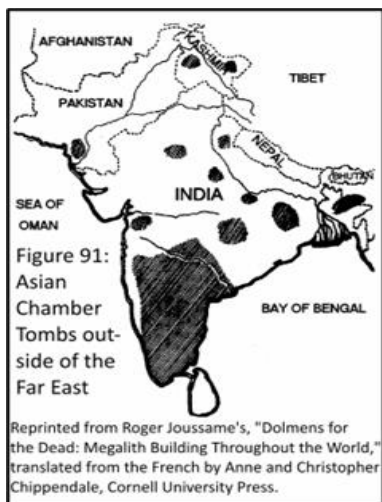 AFGHANISTAN
KASHMIR
TIBET
PAKISTAN
NEPAL
BHUTAN
INDIA
SEA OF
OMAN
BAY OF BENGAL
Figure 91:
Asian
Chamber
Tombs out-
side of the
Far East
Reprinted from Roger Joussame's, "Dolmens for
the Dead: Megalith Building Throughout the World,"
translated from the French by Anne and Christopher
Chippendale, Cornell University Press.